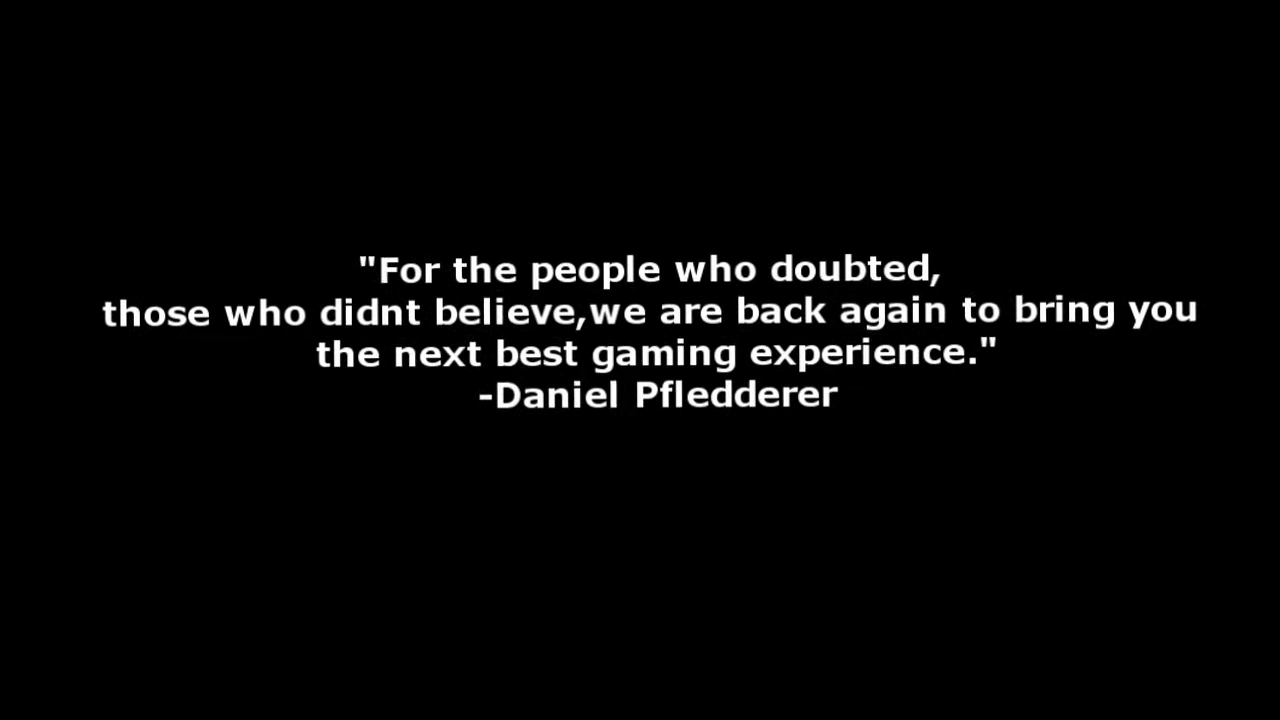 "For the people who doubted,
those who didnt believe,we are back again to bring you
the next best gaming experience."
-Daniel Pfledderer